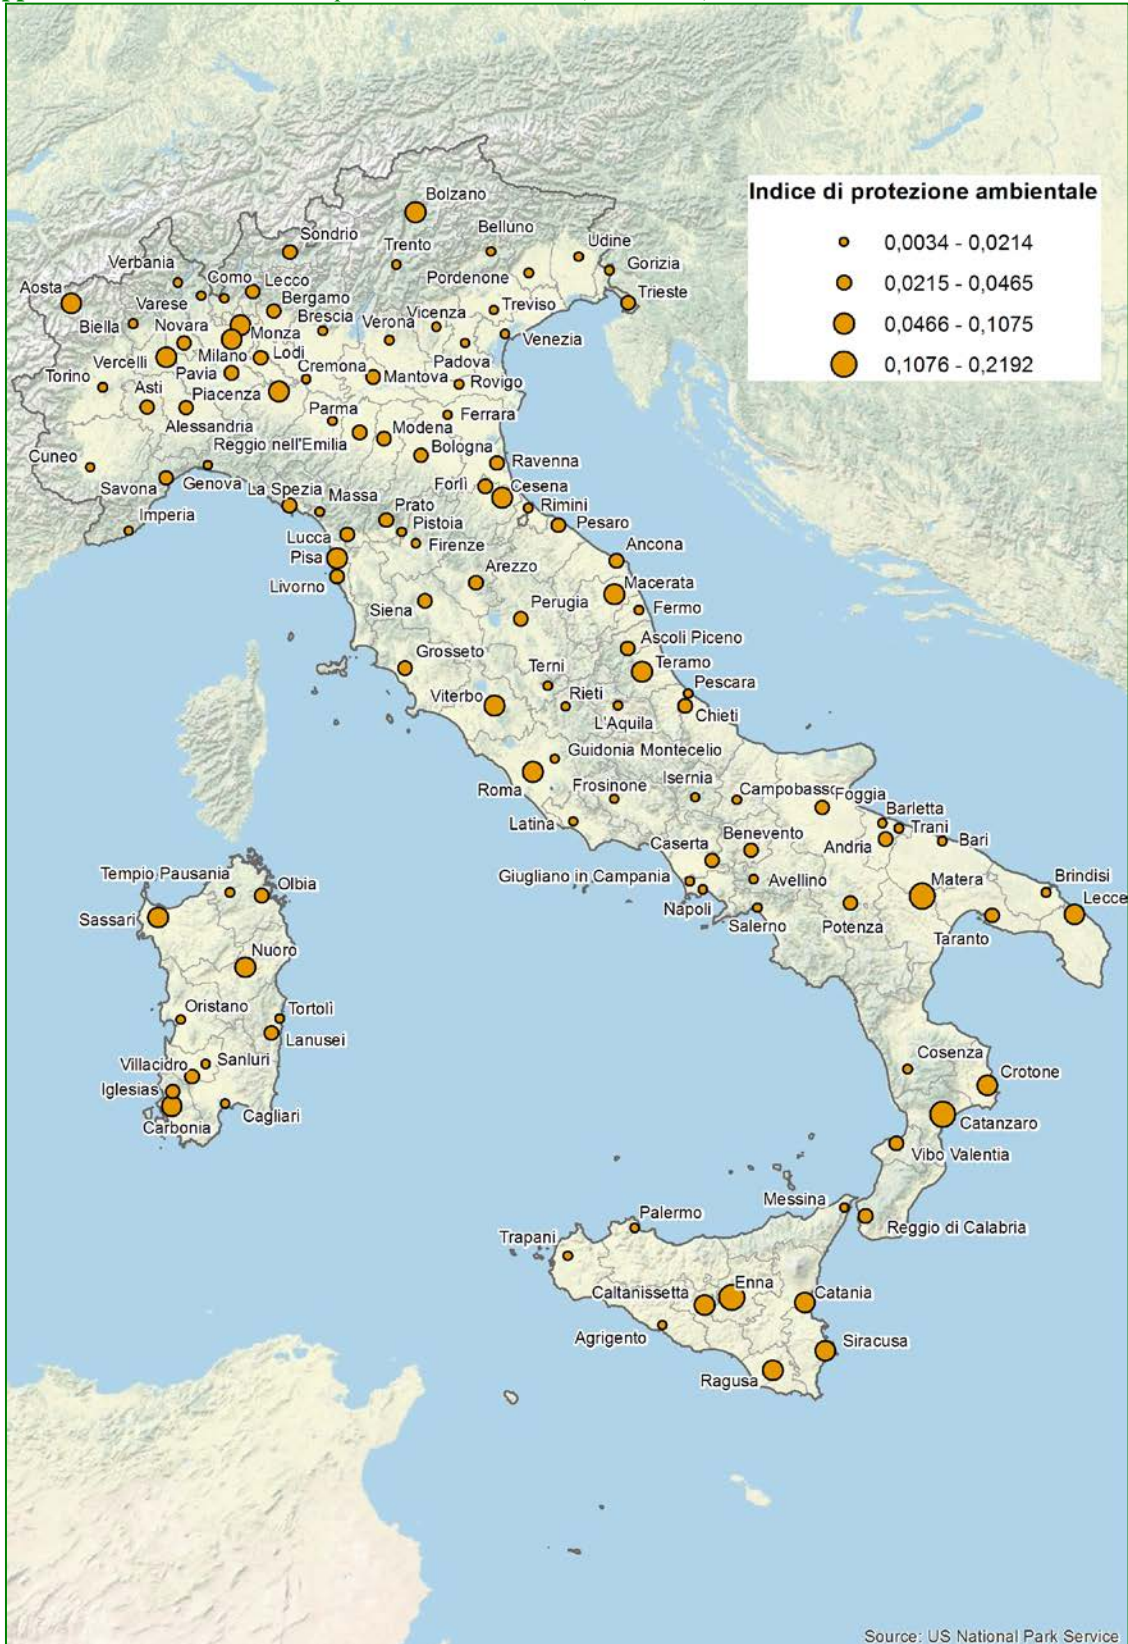 Bolzano
Indice di protezione ambientale
0,0034 - 0,0214
0,0215 - 0,0465
0,0466 - 0,1075
0,1076 - 0,2192
Sondrio
Belluno
Trento
Udine
Verbania
Como
Lecco
Pordenone
Gorizia
Aosta
Varese
Bergamo
Treviso
Trieste
Biella
Novara
Brescia
Verona
Vicenza
Monza
Venezia
Vercelli
Milano
Lodi
Padova
Torino
Pavia
Cremona
Mantova
Rovigo
Asti
Piacenza
Parma
Ferrara
Alessandria
Modena
Reggio nell'Emilia
Bologna
Cuneo
Ravenna
Savona
Genova
La Spezia
Massa
Forlì
Cesena
Prato
Rimini
Imperia
Pistoia
Pesaro
Lucca
Firenze
Pisa
Ancona
Arezzo
Livorno
Macerata
Siena
Perugia
Fermo
Ascoli Piceno
Grosseto
Terni
Teramo
Viterbo
Rieti
Pescara
L'Aquila
Chieti
Guidonia Montecelio
Roma
Frosinone
Isernia
Campobasso
Foggia
Latina
Barletta
Trani
Benevento
Caserta
Andria
Bari
Giugliano in Campania
Avellino
Matera
Brindisi
Tempio Pausania
Olbia
Lecce
Napoli
Sassari
Salerno
Potenza
Taranto
Nuoro
Oristano
Tortolì
Lanusei
Villacidro
Sanluri
Cosenza
Iglesias
Crotone
Carbonia
Cagliari
Catanzaro
Vibo Valentia
Messina
Palermo
Reggio di Calabria
Trapani
Enna
Caltanissetta
Catania
Agrigento
Siracusa
Ragusa
Source: US National Park Service